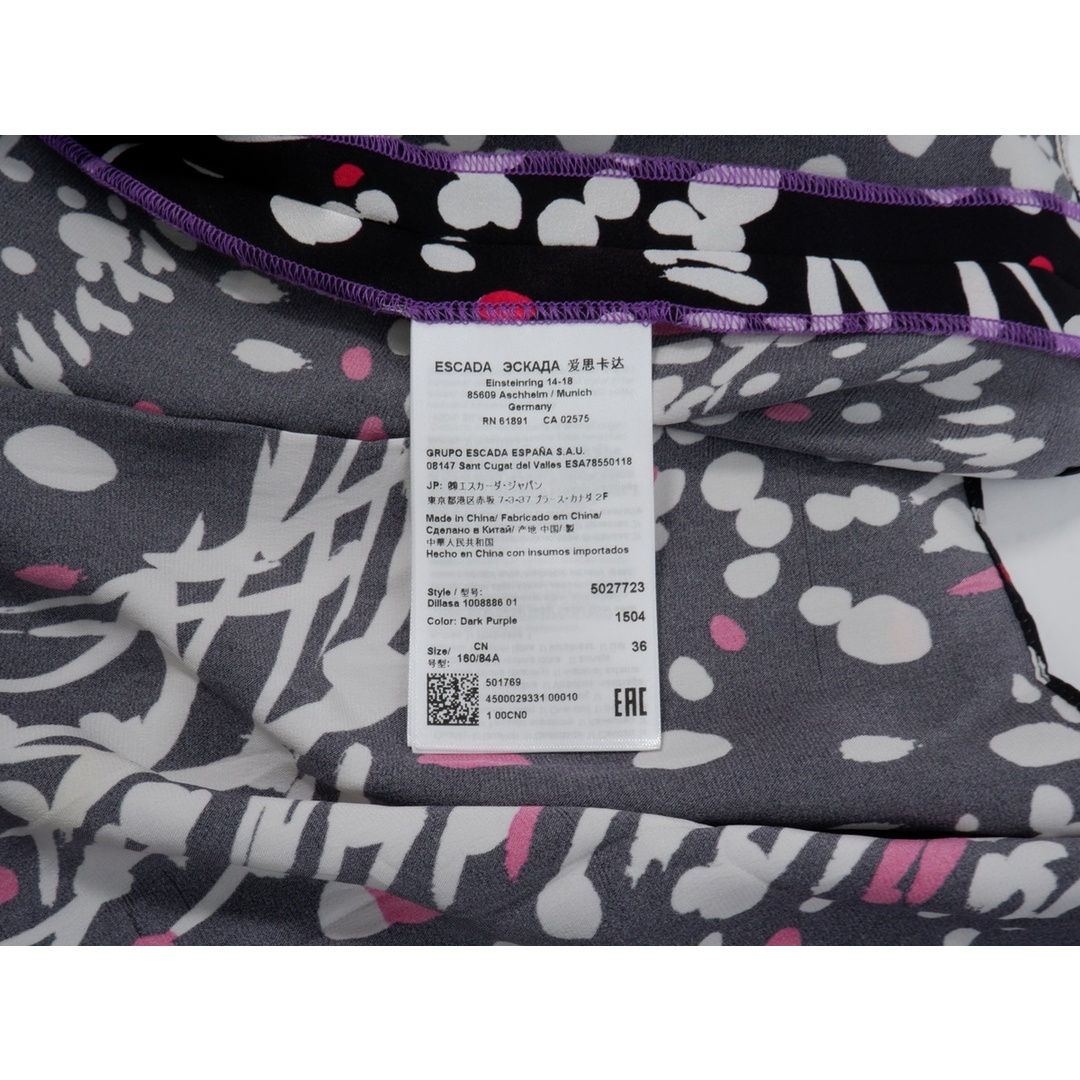 ESCADA ЭСКАДА 爱思卡达
Einsteinring 14-18
85609 Aschheim / Munich
Germany
RN 61891 CA 02575
GRUPO ESCADA ESPAÑA S.A.U.
08147 Sant Cugat del Valles ESA78550118
JP: ㈱エスカーダ・ジャパン
東京都港区赤坂 7-3-37 プラース・カナダ 2F
Made in China/ Fabricado em China/
Сделано в Китай/ 产地 中国/ 製
中華人民共和国
Hecho en China con insumos importados
Style / 型号: 5027723
Dillasa 1008886 01
Color: Dark Purple 1504
Size/ CN 36
号型: 160/84A
501769
4500029331 00010
1 00CN0
EAC